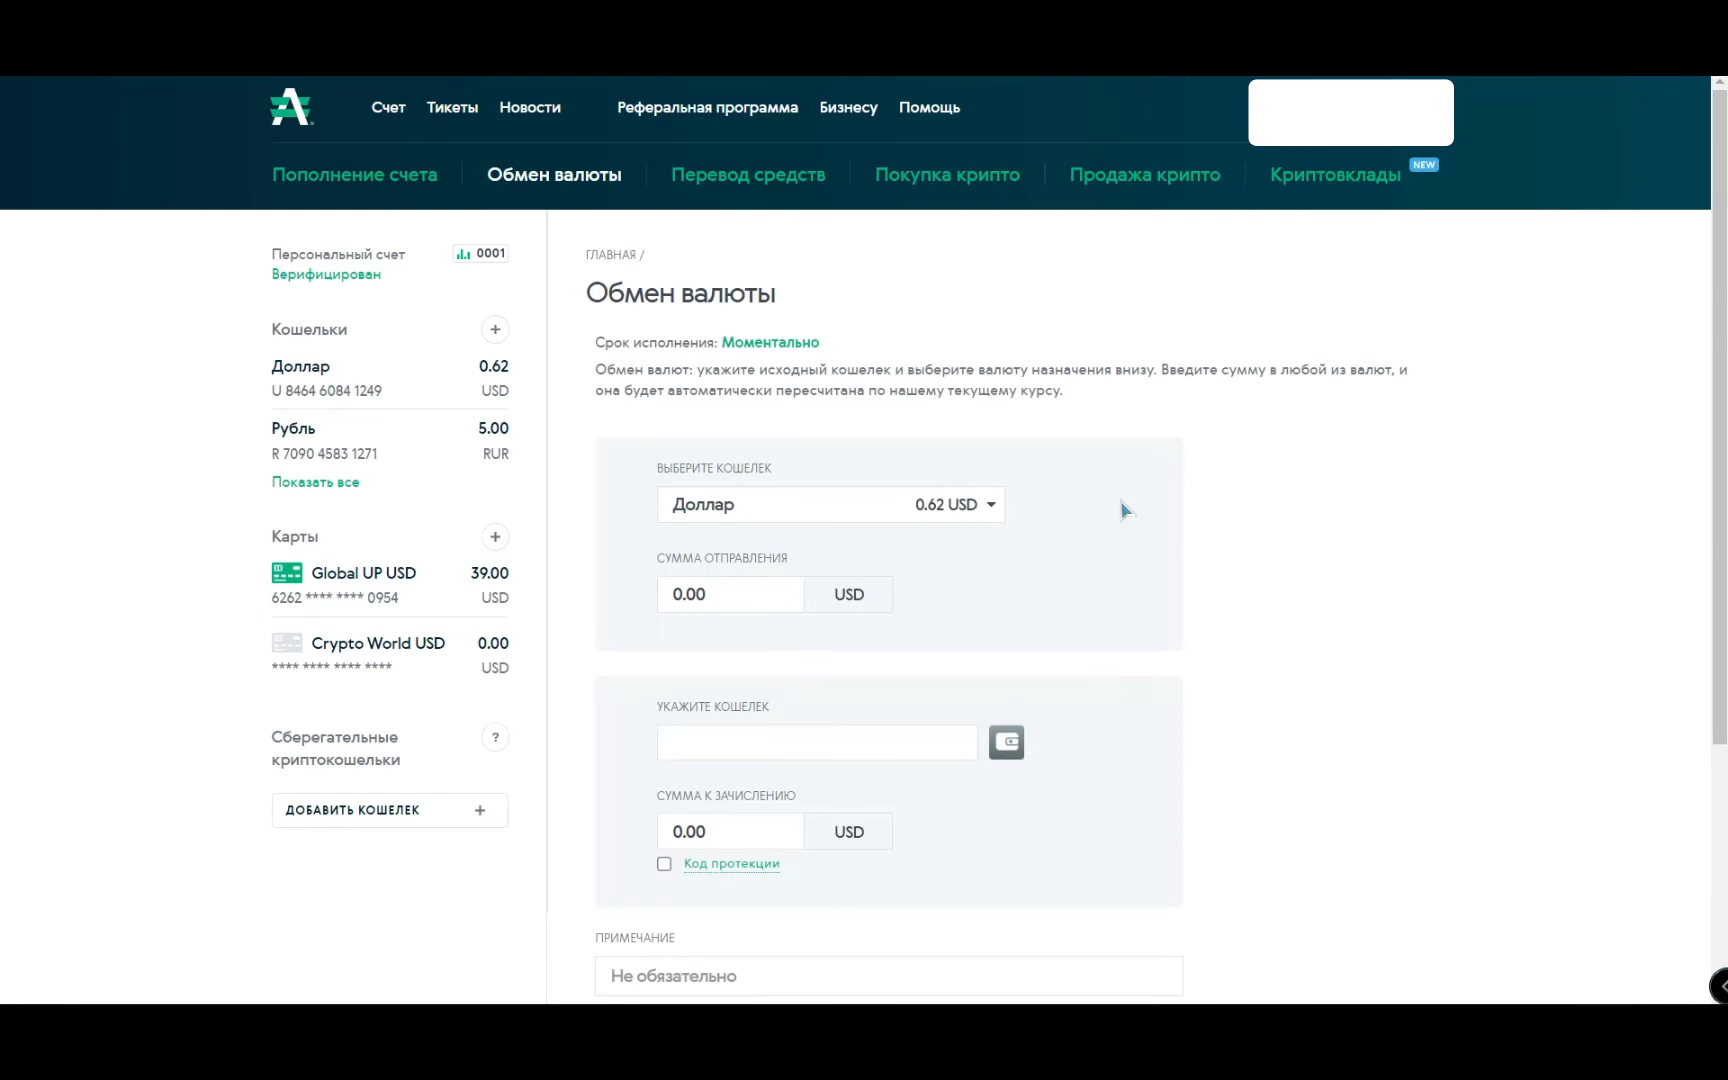 Счет Тикеты Новости Реферальная программа Бизнесу Помощь
Пополнение счета Обмен валюты Перевод средств Покупка крипто Продажа крипто Криптовклады NEW
Персональный счет 0001
Верифицирован
Кошельки +
Доллар 0.62
U 8464 6084 1249 USD
Рубль 5.00
R 7090 4583 1271 RUR
Показать все
Карты +
Global UP USD 39.00
6262 **** **** 0954 USD
Crypto World USD 0.00
**** **** **** **** USD
Сберегательные ?
криптокошельки
ДОБАВИТЬ КОШЕЛЕК +
ГЛАВНАЯ /
Обмен валюты
Срок исполнения: Моментально
Обмен валют: укажите исходный кошелек и выберите валюту назначения внизу. Введите сумму в любой из валют, и
она будет автоматически пересчитана по нашему текущему курсу.
ВЫБЕРИТЕ КОШЕЛЕК
Доллар 0.62 USD
СУММА ОТПРАВЛЕНИЯ
0.00 USD
УКАЖИТЕ КОШЕЛЕК
СУММА К ЗАЧИСЛЕНИЮ
0.00 USD
Код протекции
ПРИМЕЧАНИЕ
Не обязательно